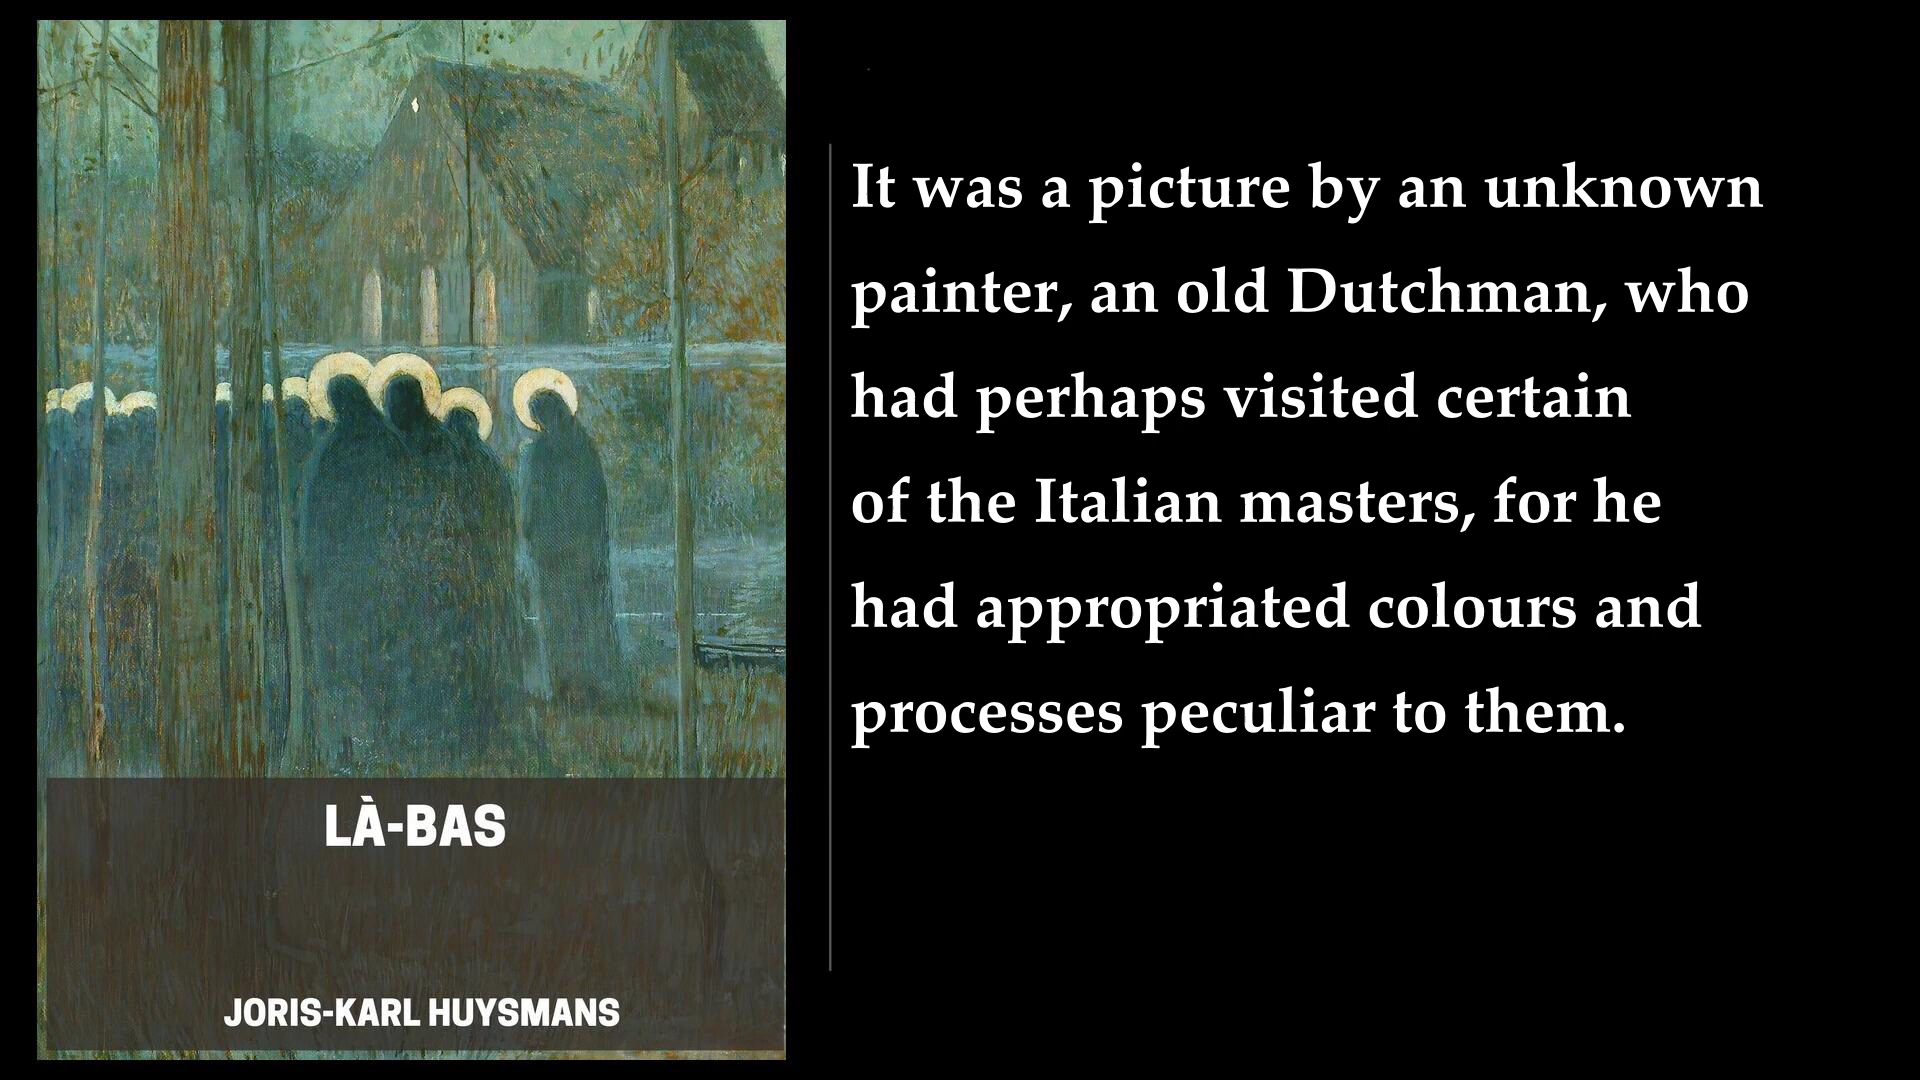 It was a picture by an unknown
painter, an old Dutchman, who
had perhaps visited certain
of the Italian masters, for he
had appropriated colours and
processes peculiar to them.
LÀ-BAS
JORIS-KARL HUYSMANS